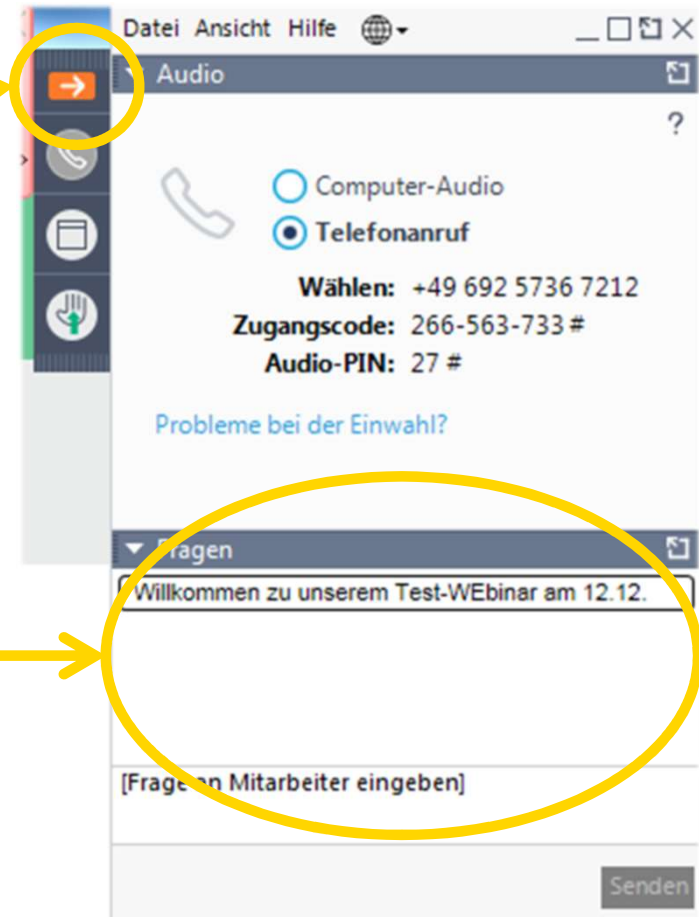 Datei Ansicht Hilfe
Audio
?
Computer-Audio
Telefonanruf
Wählen: +49 692 5736 7212
Zugangscode: 266-563-733 #
Audio-PIN: 27 #
Probleme bei der Einwahl?
Fragen
Willkommen zu unserem Test-WEbinar am 12.12.
[Frage an Mitarbeiter eingeben]
Senden